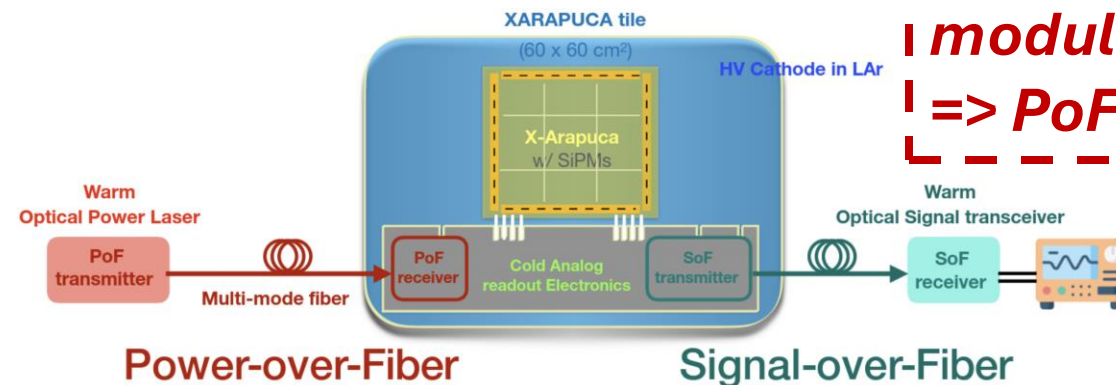 XARAPUCA tile
(60 x 60 cm²)
HV Cathode in LAr
=> PoF
X-Arapuca
w/ SiPMs
Warm
Optical Power Laser
PoF
transmitter
Multi-mode fiber
PoF
receiver
Cold Analog
readout Electronics
SoF
transmitter
Warm
Optical Signal transceiver
SoF
receiver
Power-over-Fiber
Signal-over-Fiber